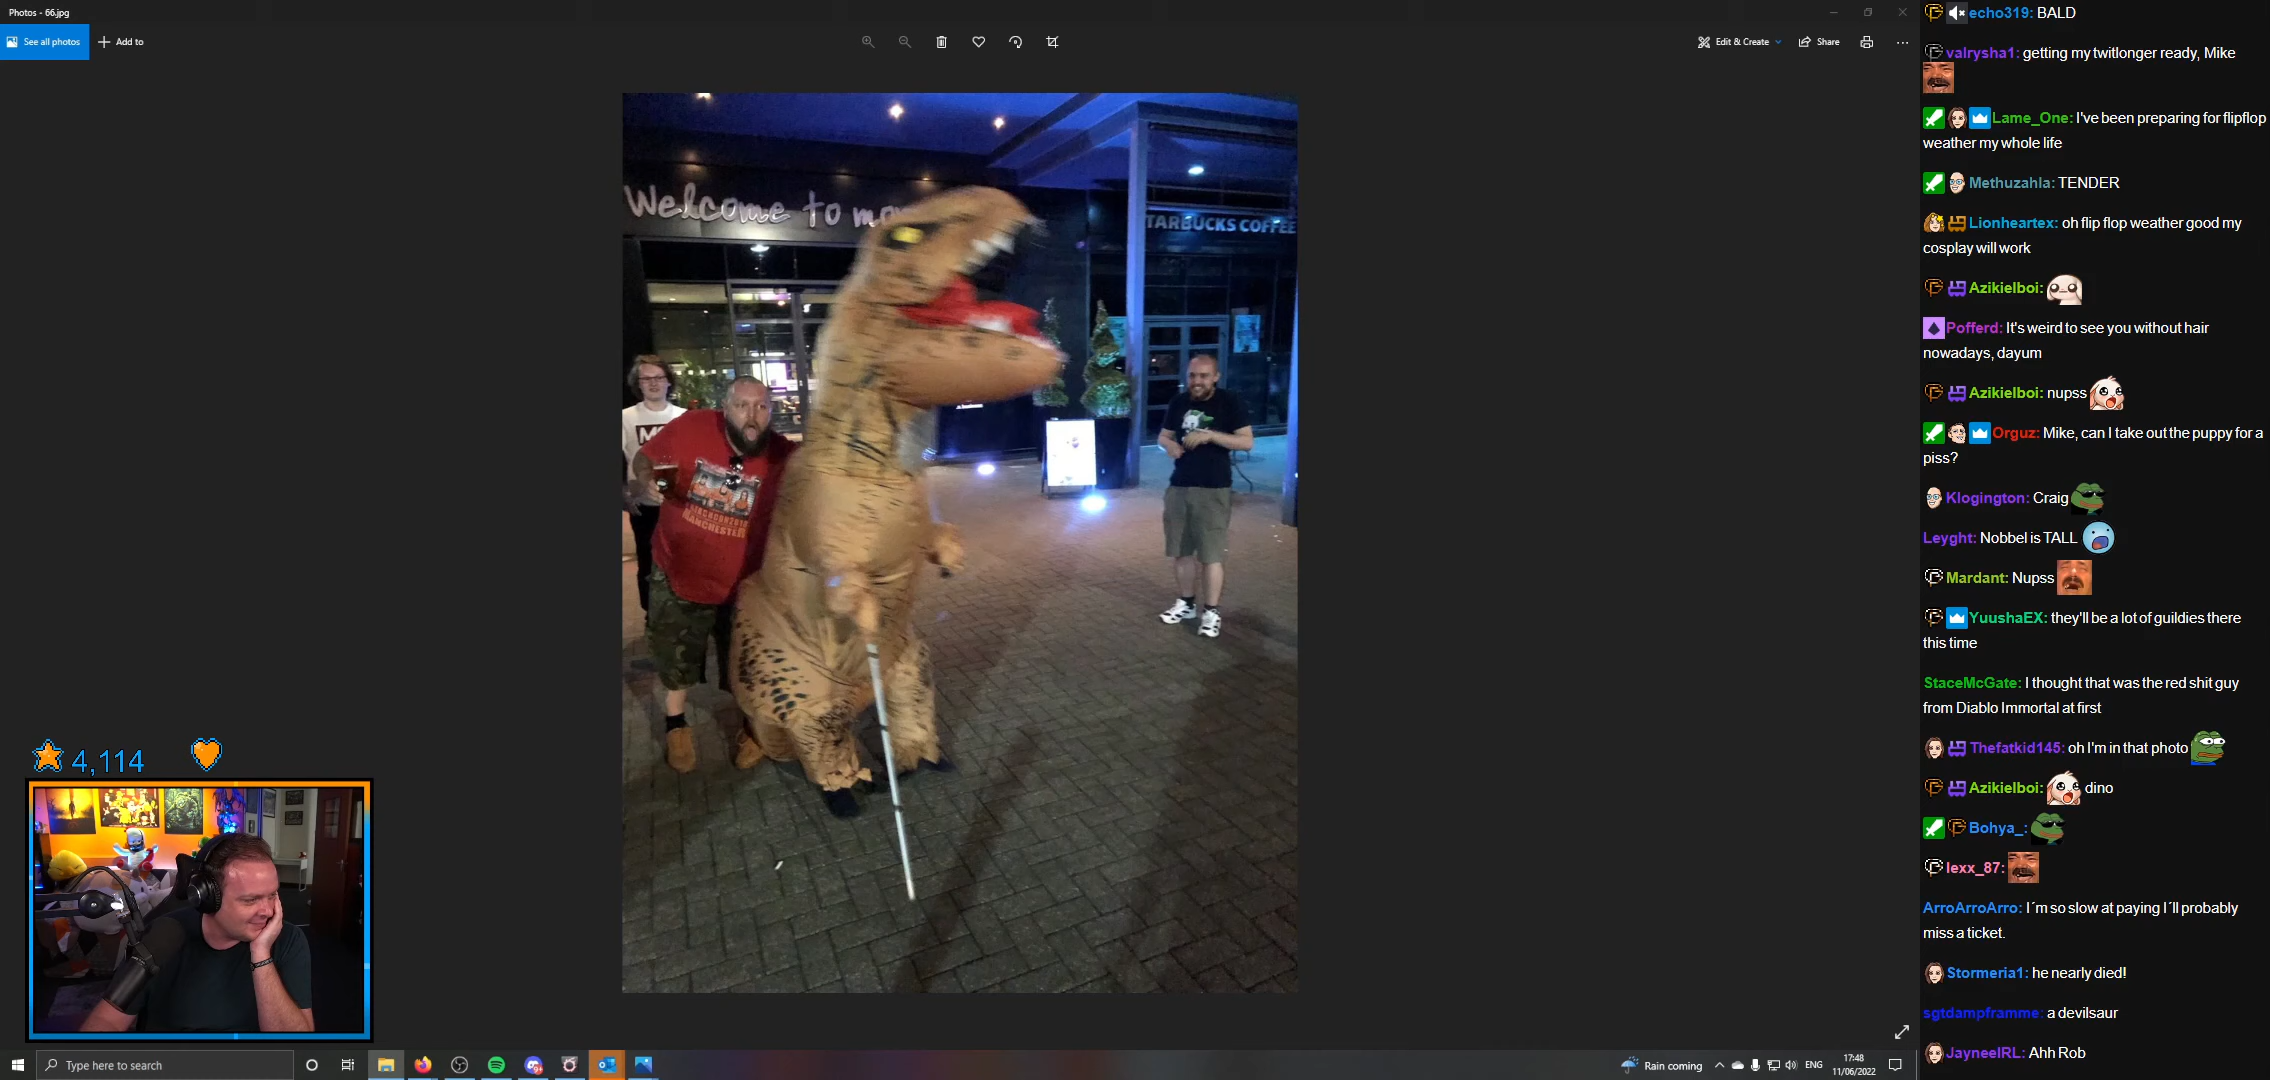 Photos - 66.jpg
See all photos
Add to
Edit & Create
Share
Welcome to
TARBUCKS COFFEE
MANCHESTER
4,114
echo319: BALD
valrysha1: getting my twitlonger ready, Mike
Lame_One: I've been preparing for flipflop
weather my whole life
Methuzahla: TENDER
Lionheartex: oh flip flop weather good my
cosplay will work
Azikielboi:
Pofferd: It's weird to see you without hair
nowadays, dayum
Azikielboi: nupss
Orguz: Mike, can I take out the puppy for a
piss?
Klogington: Craig
Leyght: Nobbel is TALL
Mardant: Nupss
YuushaEX: they'll be a lot of guildies there
this time
StaceMcGate: I thought that was the red shit guy
from Diablo Immortal at first
Thefatkid145: oh I'm in that photo
Azikielboi: dino
Bohya_:
lexx_87:
ArroArroArro: I´m so slow at paying I´ll probably
miss a ticket.
Stormeria1: he nearly died!
sgtdampframme: a devilsaur
JayneeIRL: Ahh Rob
Type here to search
Rain coming
ENG
17:48
11/06/2022